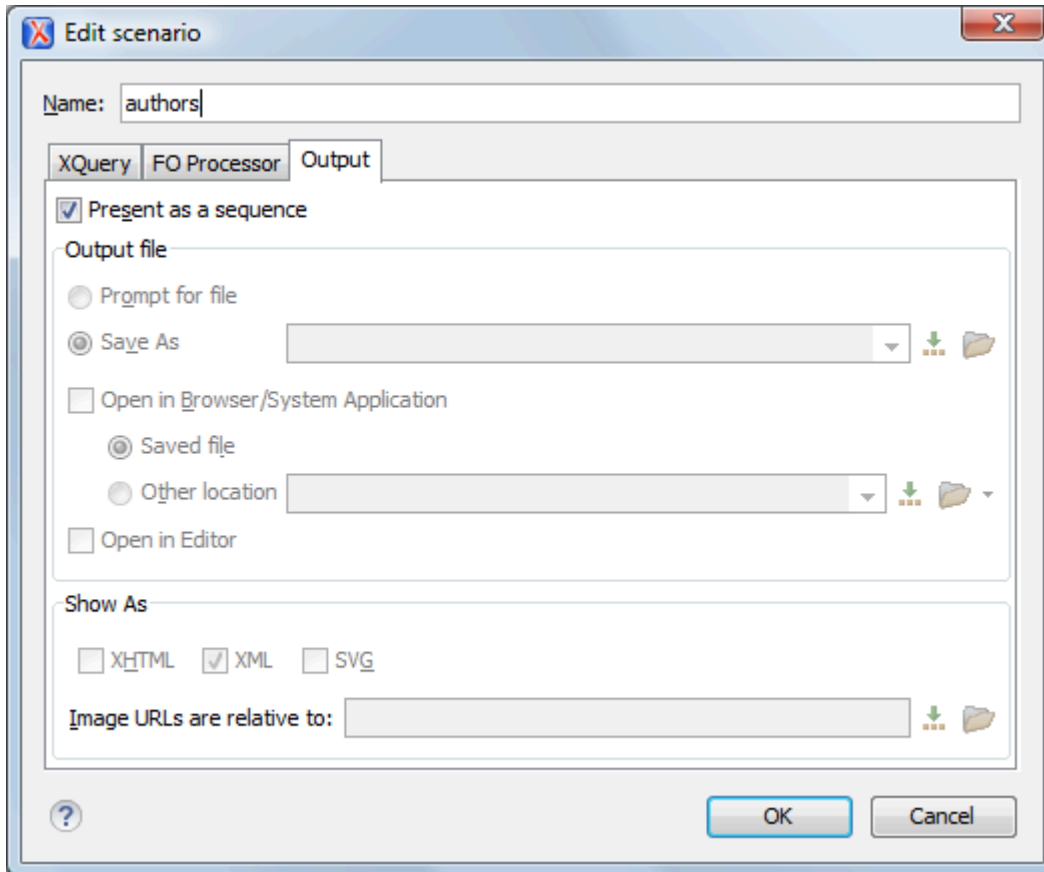 Edit scenario
Name: authors
XQuery FO Processor Output
Present as a sequence
Output file
Prompt for file
Save As
Open in Browser/System Application
Saved file
Other location
Open in Editor
Show As
XHTML XML SVG
Image URLs are relative to:
? OK Cancel